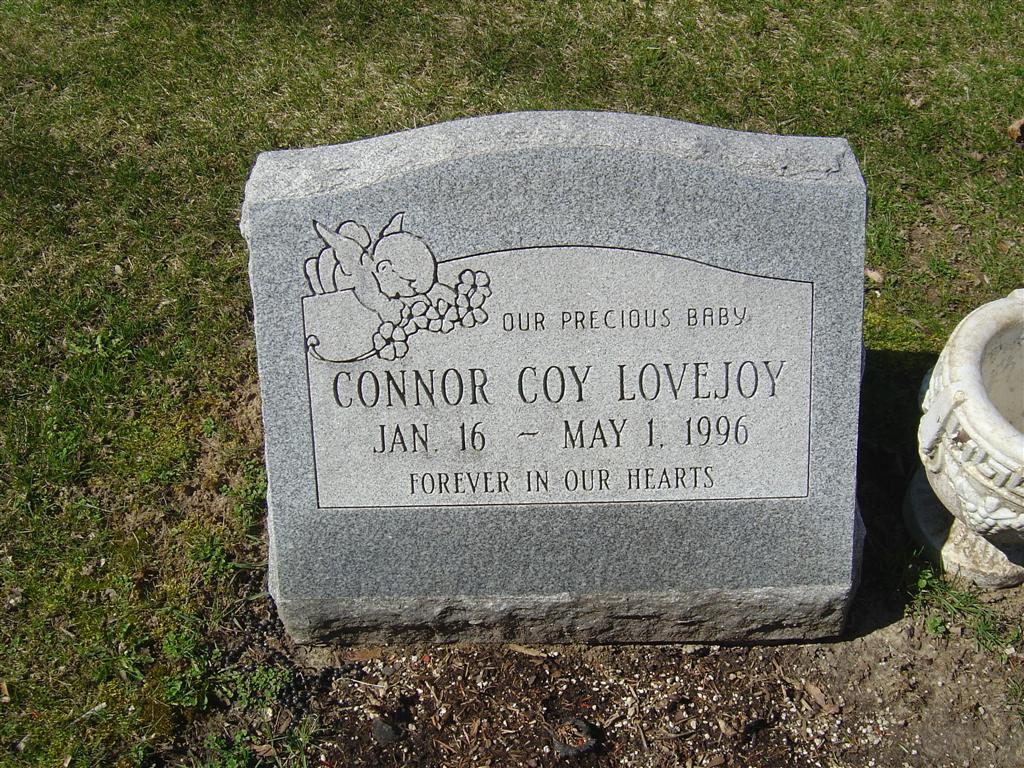 OUR PRECIOUS BABY
CONNOR COY LOVEJOY
JAN. 16 ~ MAY 1, 1996
FOREVER IN OUR HEARTS